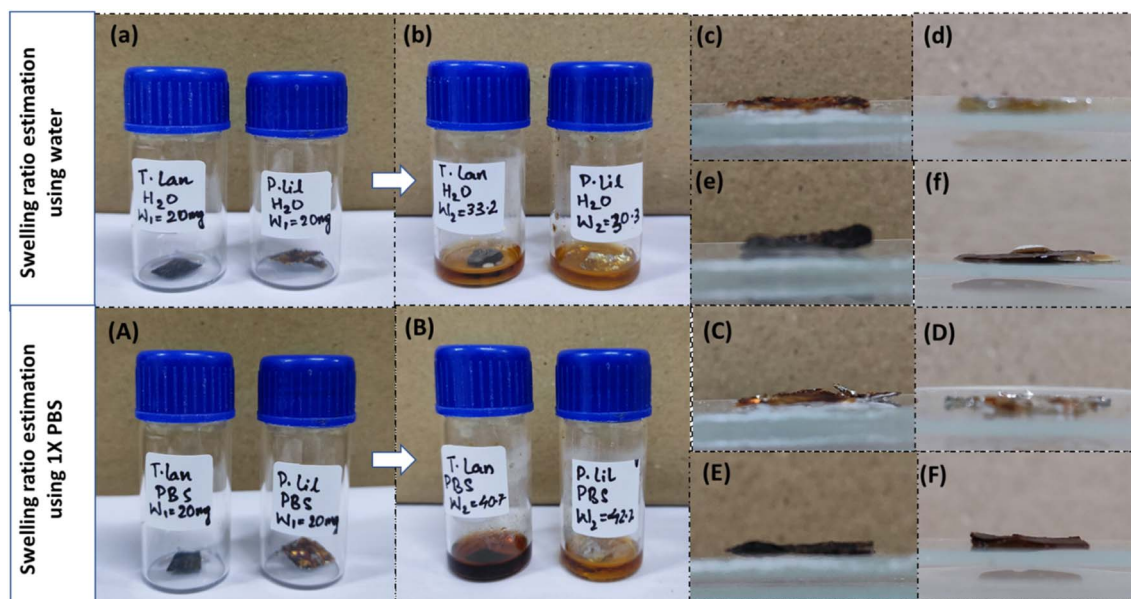 Swelling ratio estimation
using water
(a)
T. Lan
H2O
W1=20mg
P. Lil
H2O
W1=20mg
(b)
T. Lan
H2O
W2=33.2
P. Lil
H2O
W2=30.3
(c)
(d)
(e)
(f)
Swelling ratio estimation
using 1X PBS
(A)
T. Lan
PBS
W1=20mg
P. Lil
PBS
W1=20mg
(B)
T. Lan
PBS
W2=40.7
P. Lil
PBS
W2=42.2
(C)
(D)
(E)
(F)